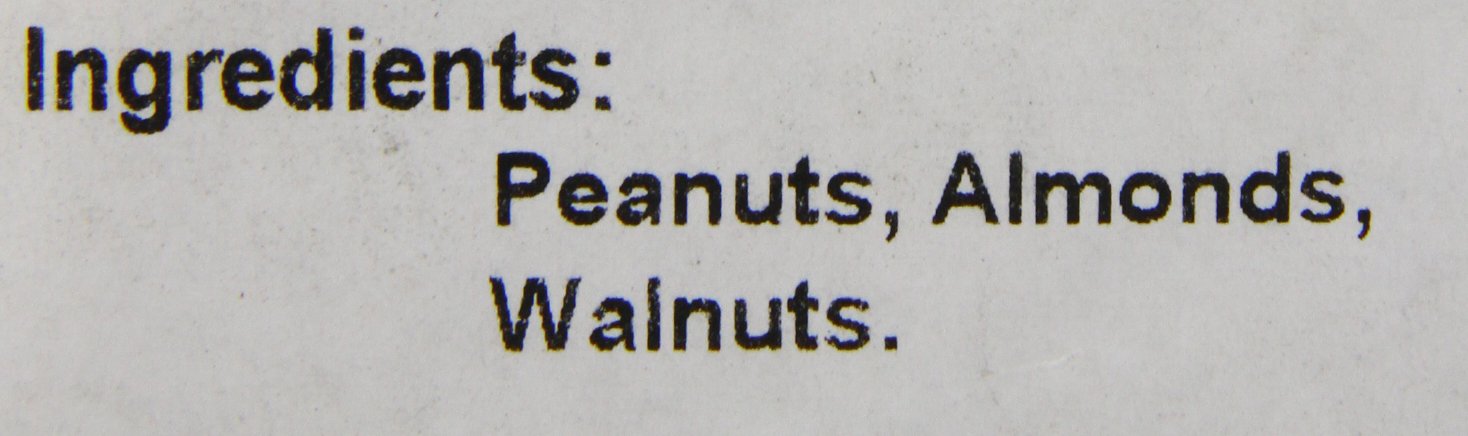 Ingredients:
Peanuts, Almonds,
Walnuts.